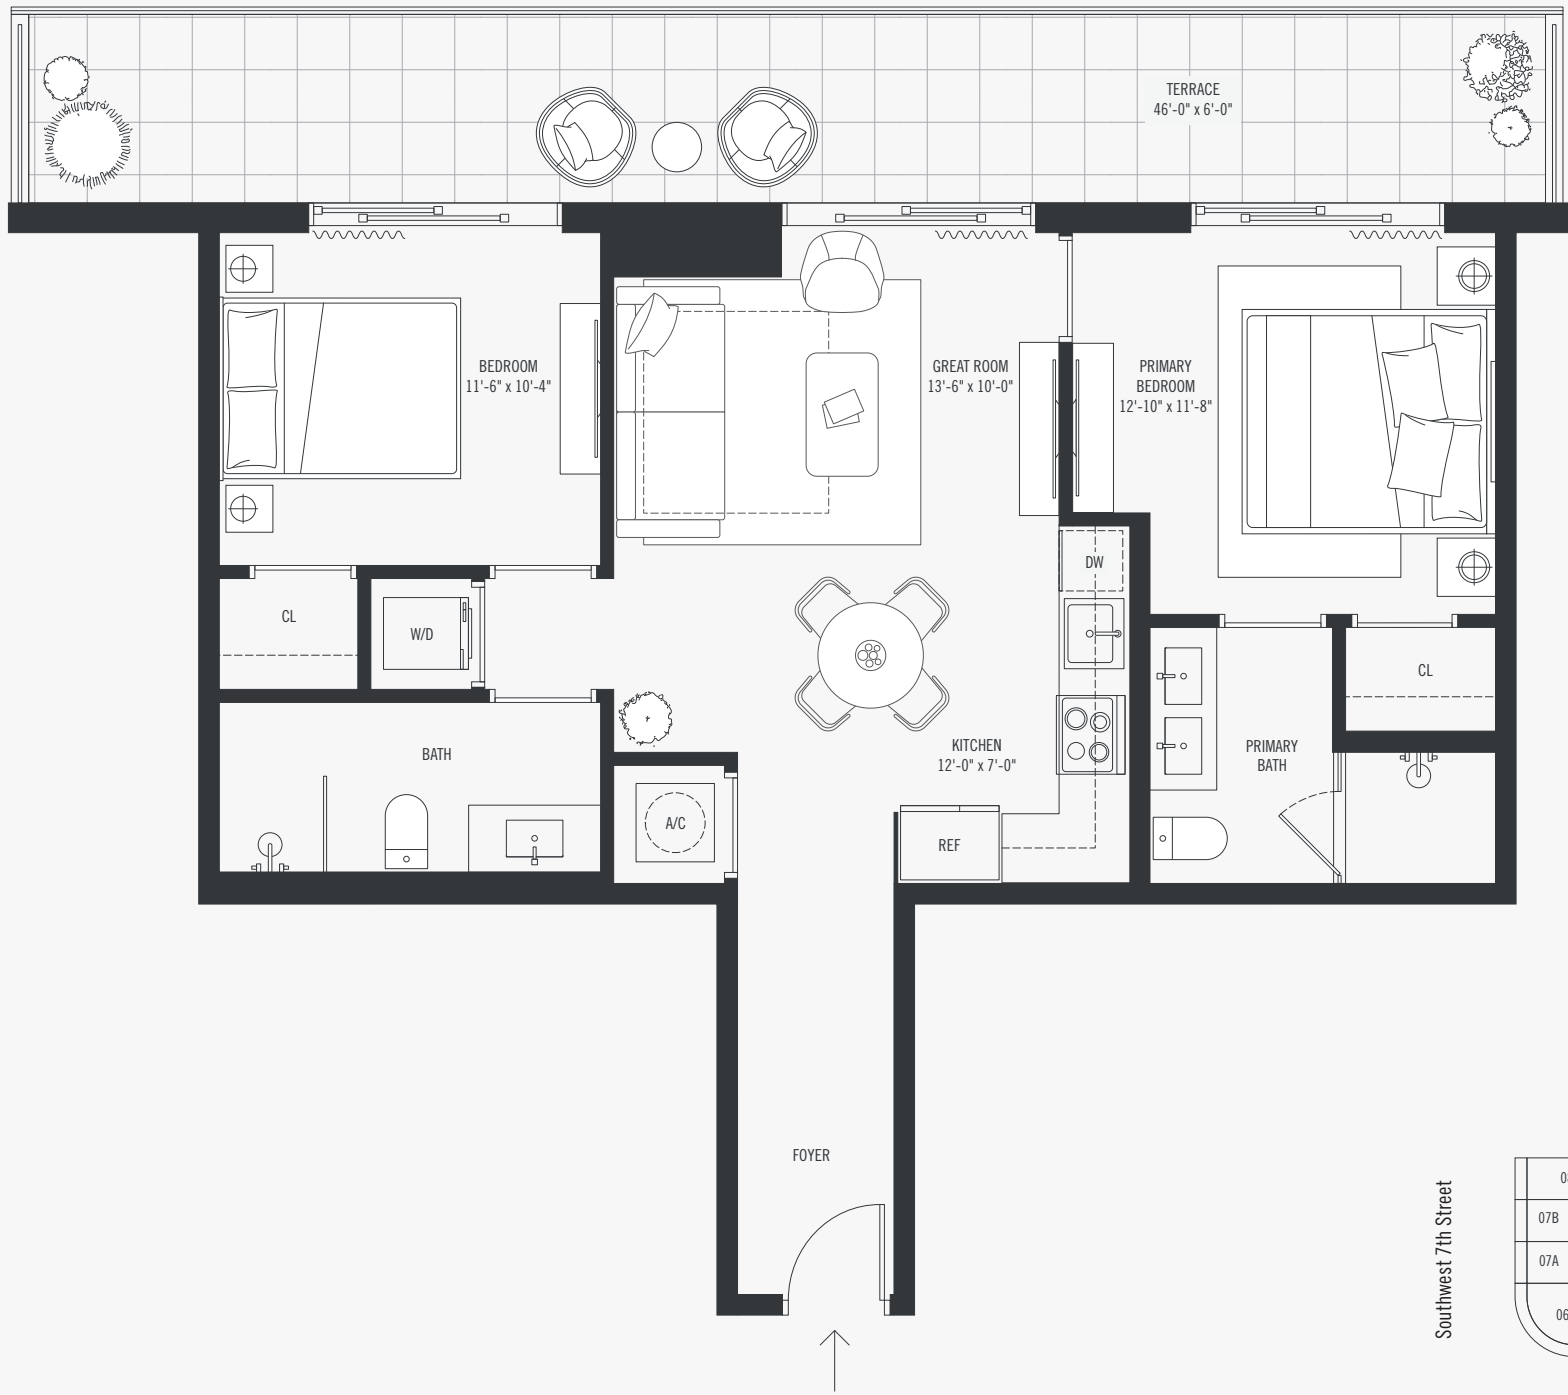 TERRACE
46'-0" x 6'-0"
BEDROOM
11'-6" x 10'-4"
GREAT ROOM
13'-6" x 10'-0"
PRIMARY
BEDROOM
12'-10" x 11'-8"
DW
CL
W/D
CL
BATH
KITCHEN
12'-0" x 7'-0"
PRIMARY
BATH
A/C
REF
FOYER
Southwest 7th Street
07B
07A
06